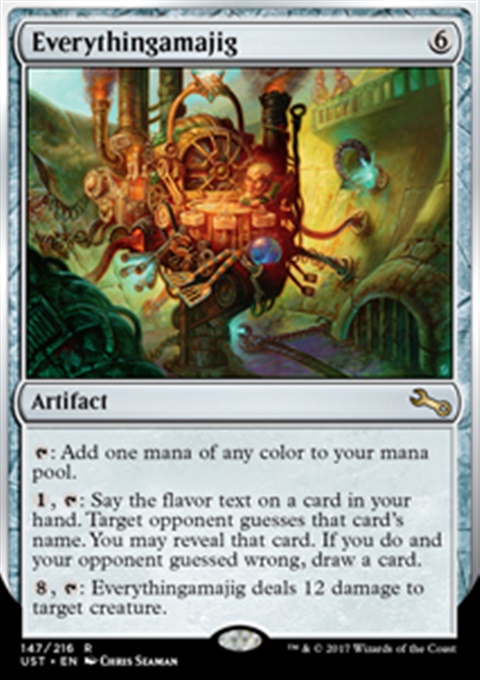 Everythingamajig 6
Artifact
: Add one mana of any color to your mana
pool.
1, : Say the flavor text on a card in your
hand. Target opponent guesses that card's
name. You may reveal that card. If you do and
your opponent guessed wrong, draw a card.
8, : Everythingamajig deals 12 damage to
target creature.
147/216 R
UST • EN Chris Seaman
™ & © 2017 Wizards of the Coast